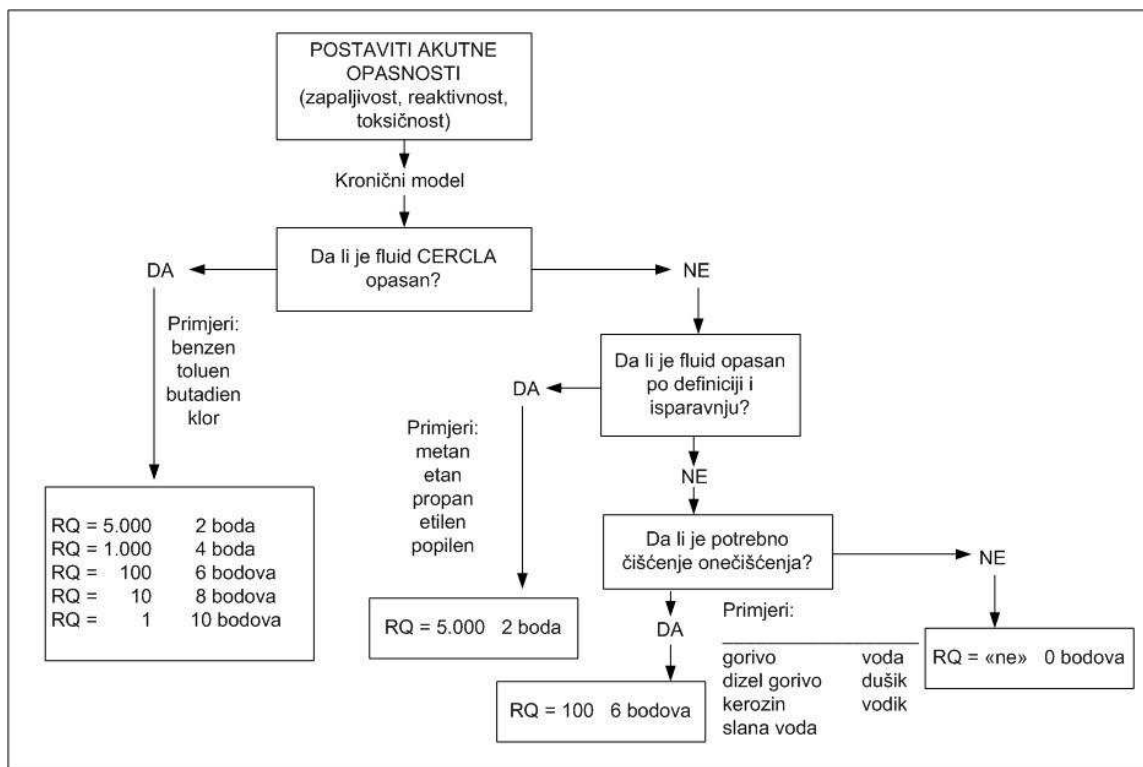 POSTAVITI AKUTNE
OPASNOSTI
(zapaljivost, reaktivnost,
toksičnost)
Kronični model
Da li je fluid CERCLA
opasan?
DA
NE
Primjeri:
benzen
toluen
butadien
klor
Da li je fluid opasan
po definiciji i
isparavnju?
DA
Primjeri:
metan
etan
propan
etilen
popilen
NE
RQ = 5.000 2 boda
RQ = 1.000 4 boda
RQ = 100 6 bodova
RQ = 10 8 bodova
RQ = 1 10 bodova
Da li je potrebno
čišćenje onečišćenja?
NE
RQ = 5.000 2 boda
DA
Primjeri:
gorivo voda
dizel gorivo dušik
kerozin vodik
slana voda
RQ = «ne» 0 bodova
RQ = 100 6 bodova